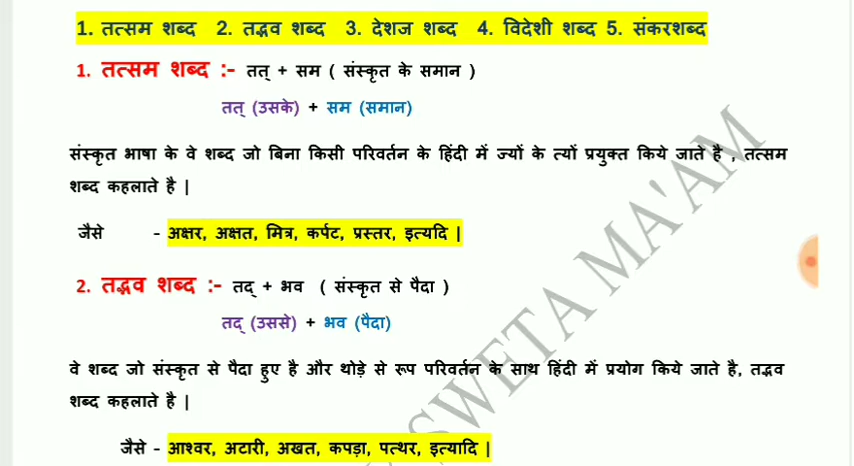 1. तत्सम शब्द 2. तद्भव शब्द 3. देशज शब्द 4. विदेशी शब्द 5. संकरशब्द
1. तत्सम शब्द :- तत् + सम ( संस्कृत के समान )
तत् (उसके) + सम (समान)
संस्कृत भाषा के वे शब्द जो बिना किसी परिवर्तन के हिंदी में ज्यों के त्यों प्रयुक्त किये जाते है , तत्सम
शब्द कहलाते है |
जैसे - अक्षर, अक्षत, मित्र, कर्पट, प्रस्तर, इत्यदि |
2. तद्भव शब्द :- तद् + भव ( संस्कृत से पैदा )
तद् (उससे) + भव (पैदा)
वे शब्द जो संस्कृत से पैदा हुए है और थोड़े से रूप परिवर्तन के साथ हिंदी में प्रयोग किये जाते है, तद्भव
शब्द कहलाते है |
जैसे - आश्वर, अटारी, अखत, कपड़ा, पत्थर, इत्यादि |
SWETA MA'AM